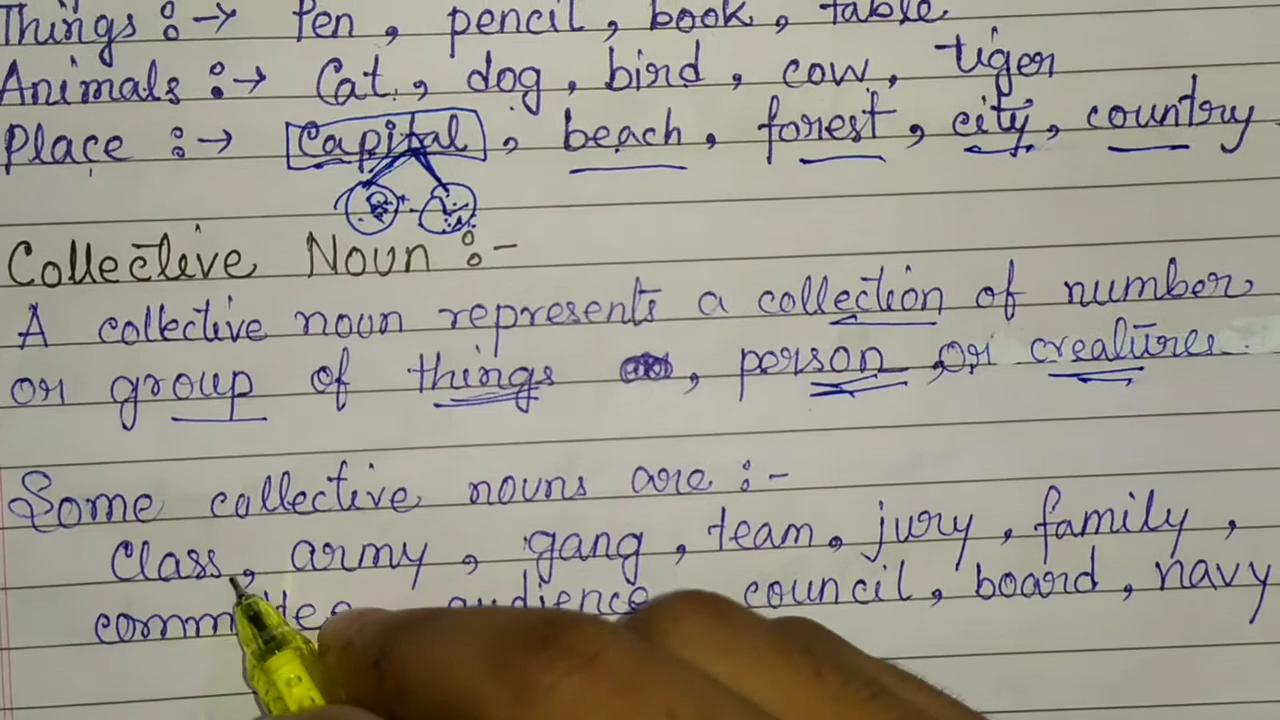 Things :→ Pen, pencil, book, table
Animals :→ Cat, dog, bird, cow, tiger
Place :→ Capital, beach, forest, city, country
Collective Noun :-
A collective noun represents a collection of number
or group of things , person , or creatures.
Some collective nouns are :-
Class, army, gang, team, jury, family,
committee, audience, council, board, navy